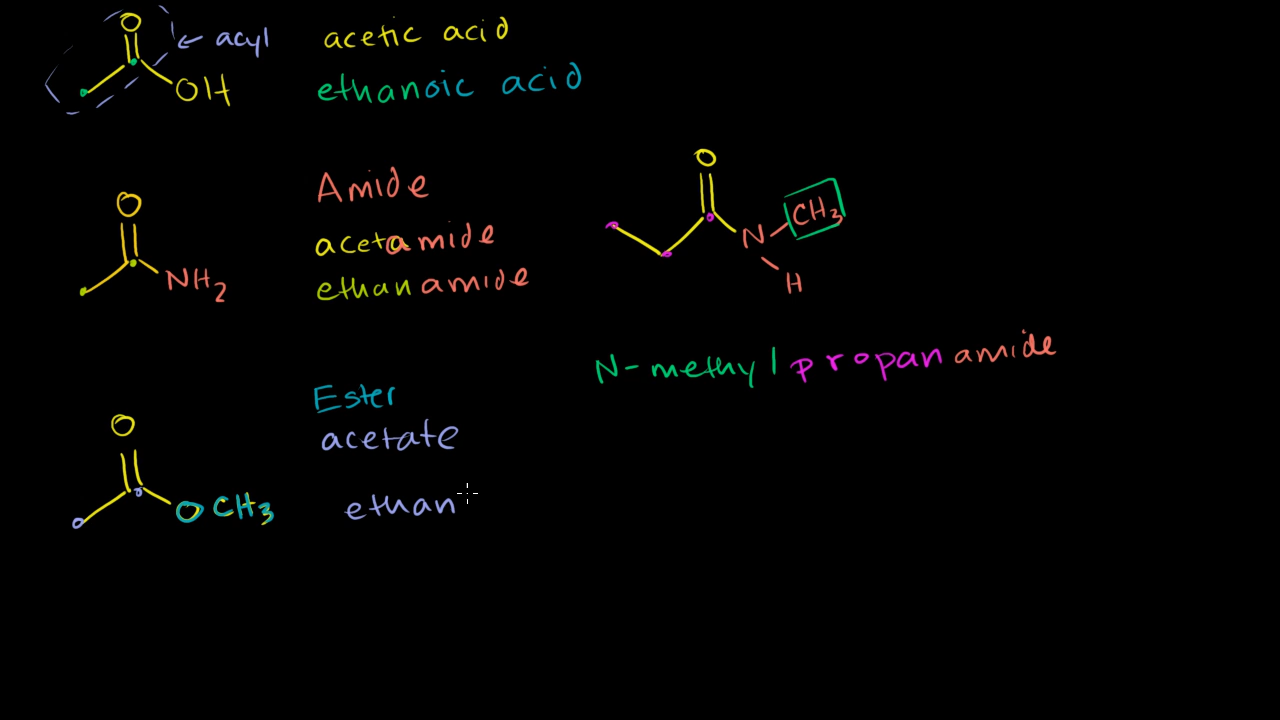 O
← acyl
acetic acid
OH
ethanoic acid
O
NH2
Amide
acetamide
ethanamide
O
N
CH3
H
N-methyl propanamide
O
OCH3
Ester
acetate
ethan